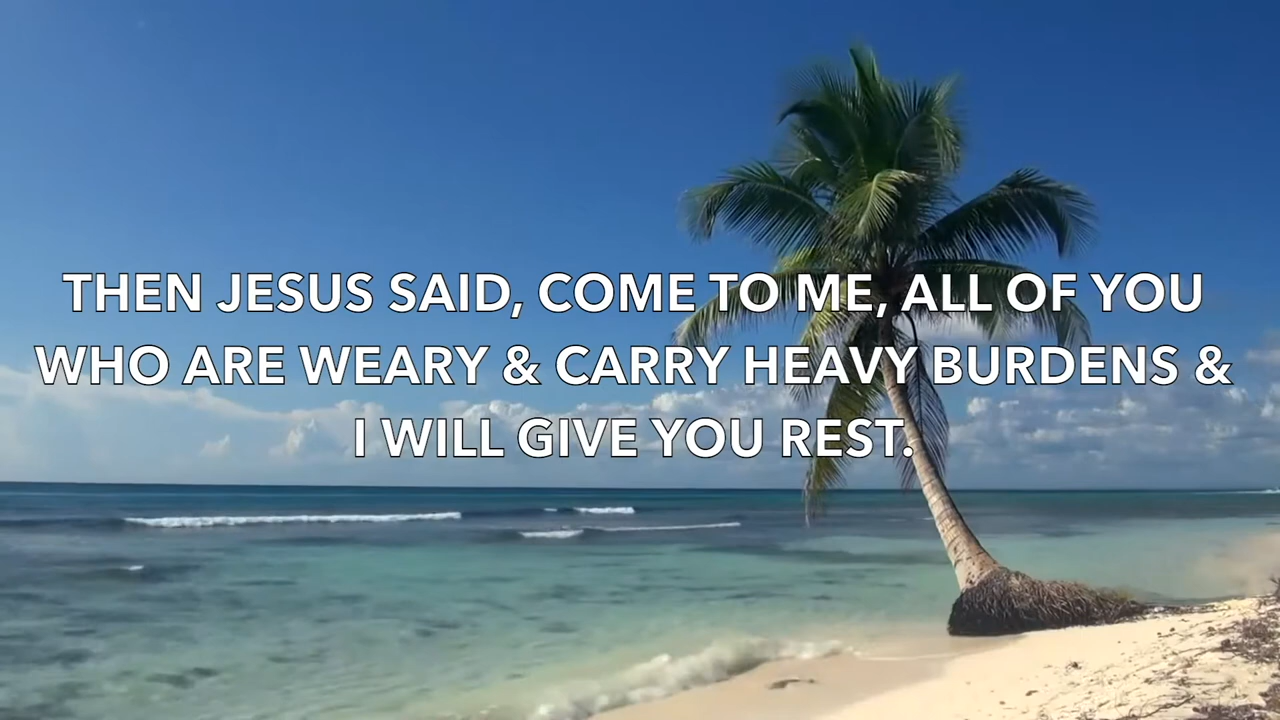 THEN JESUS SAID, COME TO ME, ALL OF YOU
WHO ARE WEARY & CARRY HEAVY BURDENS &
I WILL GIVE YOU REST.